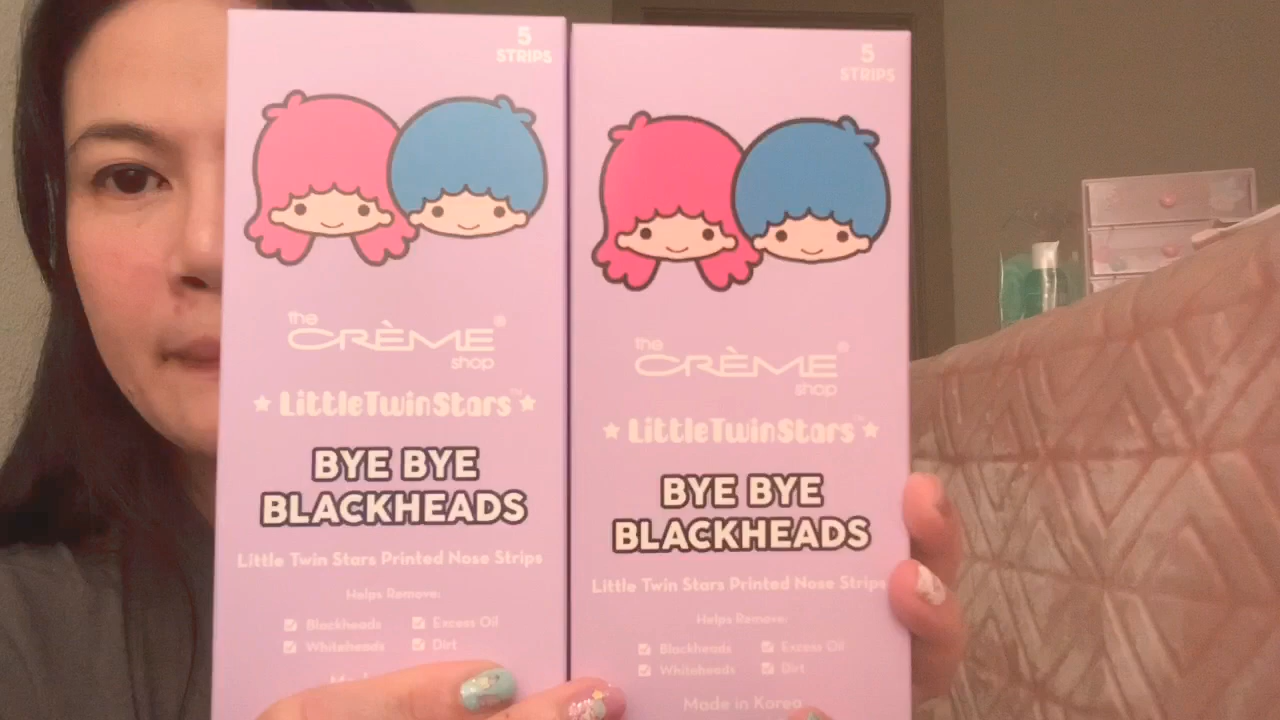 5
STRIPS
the
CRÈME®
shop
LittleTwinStars™
BYE BYE
BLACKHEADS
Little Twin Stars Printed Nose Strips
Helps Remove:
Blackheads Excess Oil
Whiteheads Dirt
5
STRIPS
the
CRÈME®
shop
LittleTwinStars
BYE BYE
BLACKHEADS
Little Twin Stars Printed Nose Strips
Helps Remove:
Blackheads Excess Oil
Whiteheads Dirt
Made in Korea